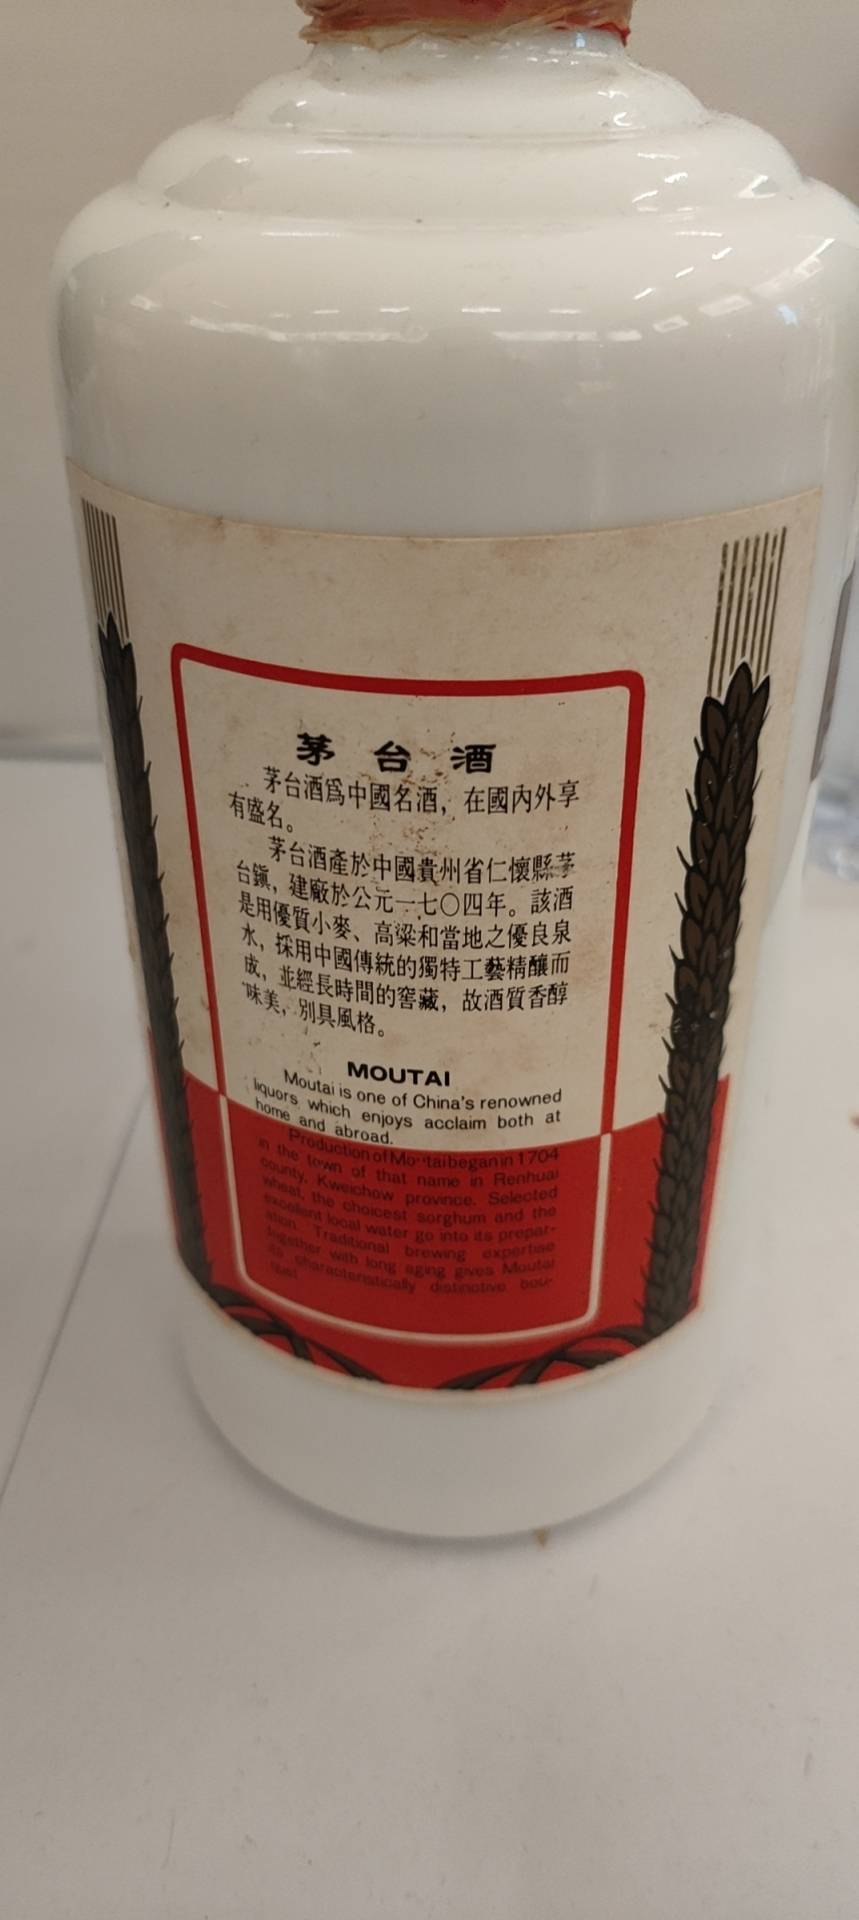 茅台酒
茅台酒爲中國名酒，在國内外享
有盛名。
茅台酒產於中國貴州省仁懷縣茅
台鎮，建廠於公元一七〇四年。該酒
是用優質小麥、高粱和當地之優良泉
水，採用中國傳統的獨特工藝精釀而
成，並經長時間的窖藏，故酒質香醇
味美，別具風格。
MOUTAI
Moutai is one of China's renowned
liquors which enjoys acclaim both at
home and abroad.
Production of Moutai began in 1704
in the town of that name in Renhuai
county, Kweichow province. Selected
wheat, the choicest sorghum and the
excellent local water go into its prepar-
ation. Traditional brewing expertise
together with long aging gives Moutai
its characteristically distinctive bou-
quet.